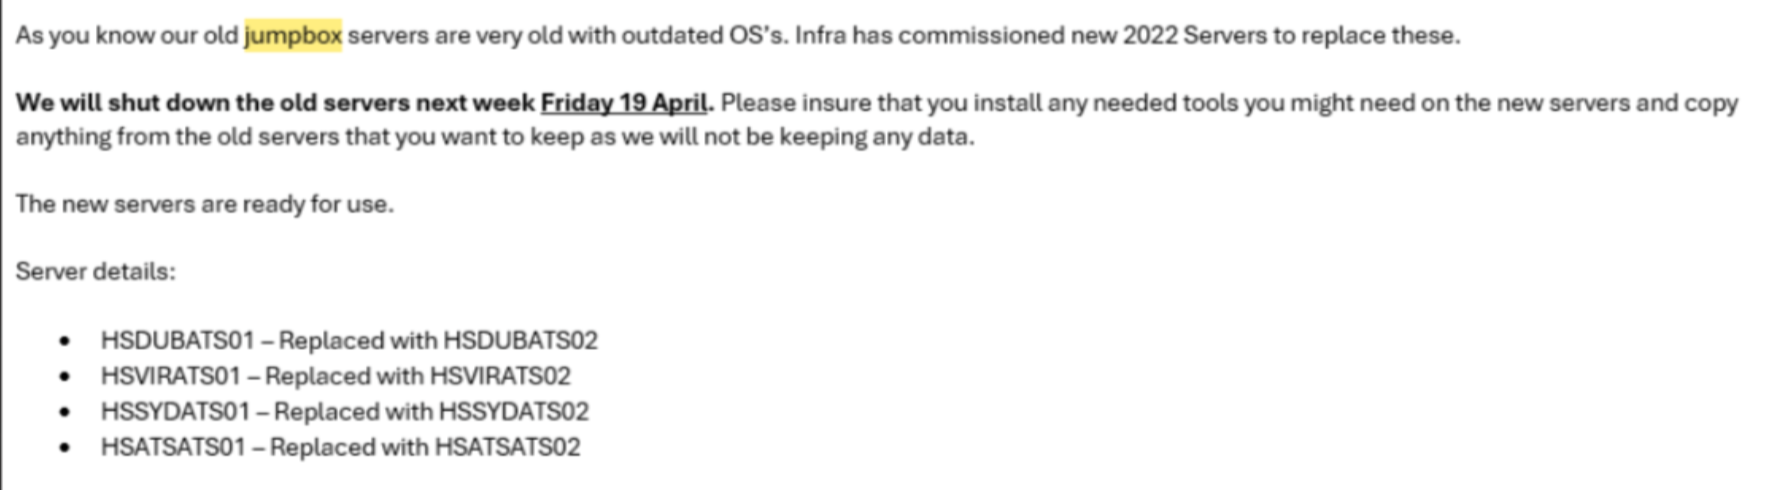 As you know our old jumpbox servers are very old with outdated OS's. Infra has commissioned new 2022 Servers to replace these.
We will shut down the old servers next week Friday 19 April. Please insure that you install any needed tools you might need on the new servers and copy
anything from the old servers that you want to keep as we will not be keeping any data.
The new servers are ready for use.
Server details:
• HSDUBATS01 – Replaced with HSDUBATS02
• HSVIRATS01 – Replaced with HSVIRATS02
• HSSYDATS01 – Replaced with HSSYDATS02
• HSATSATS01 – Replaced with HSATSATS02